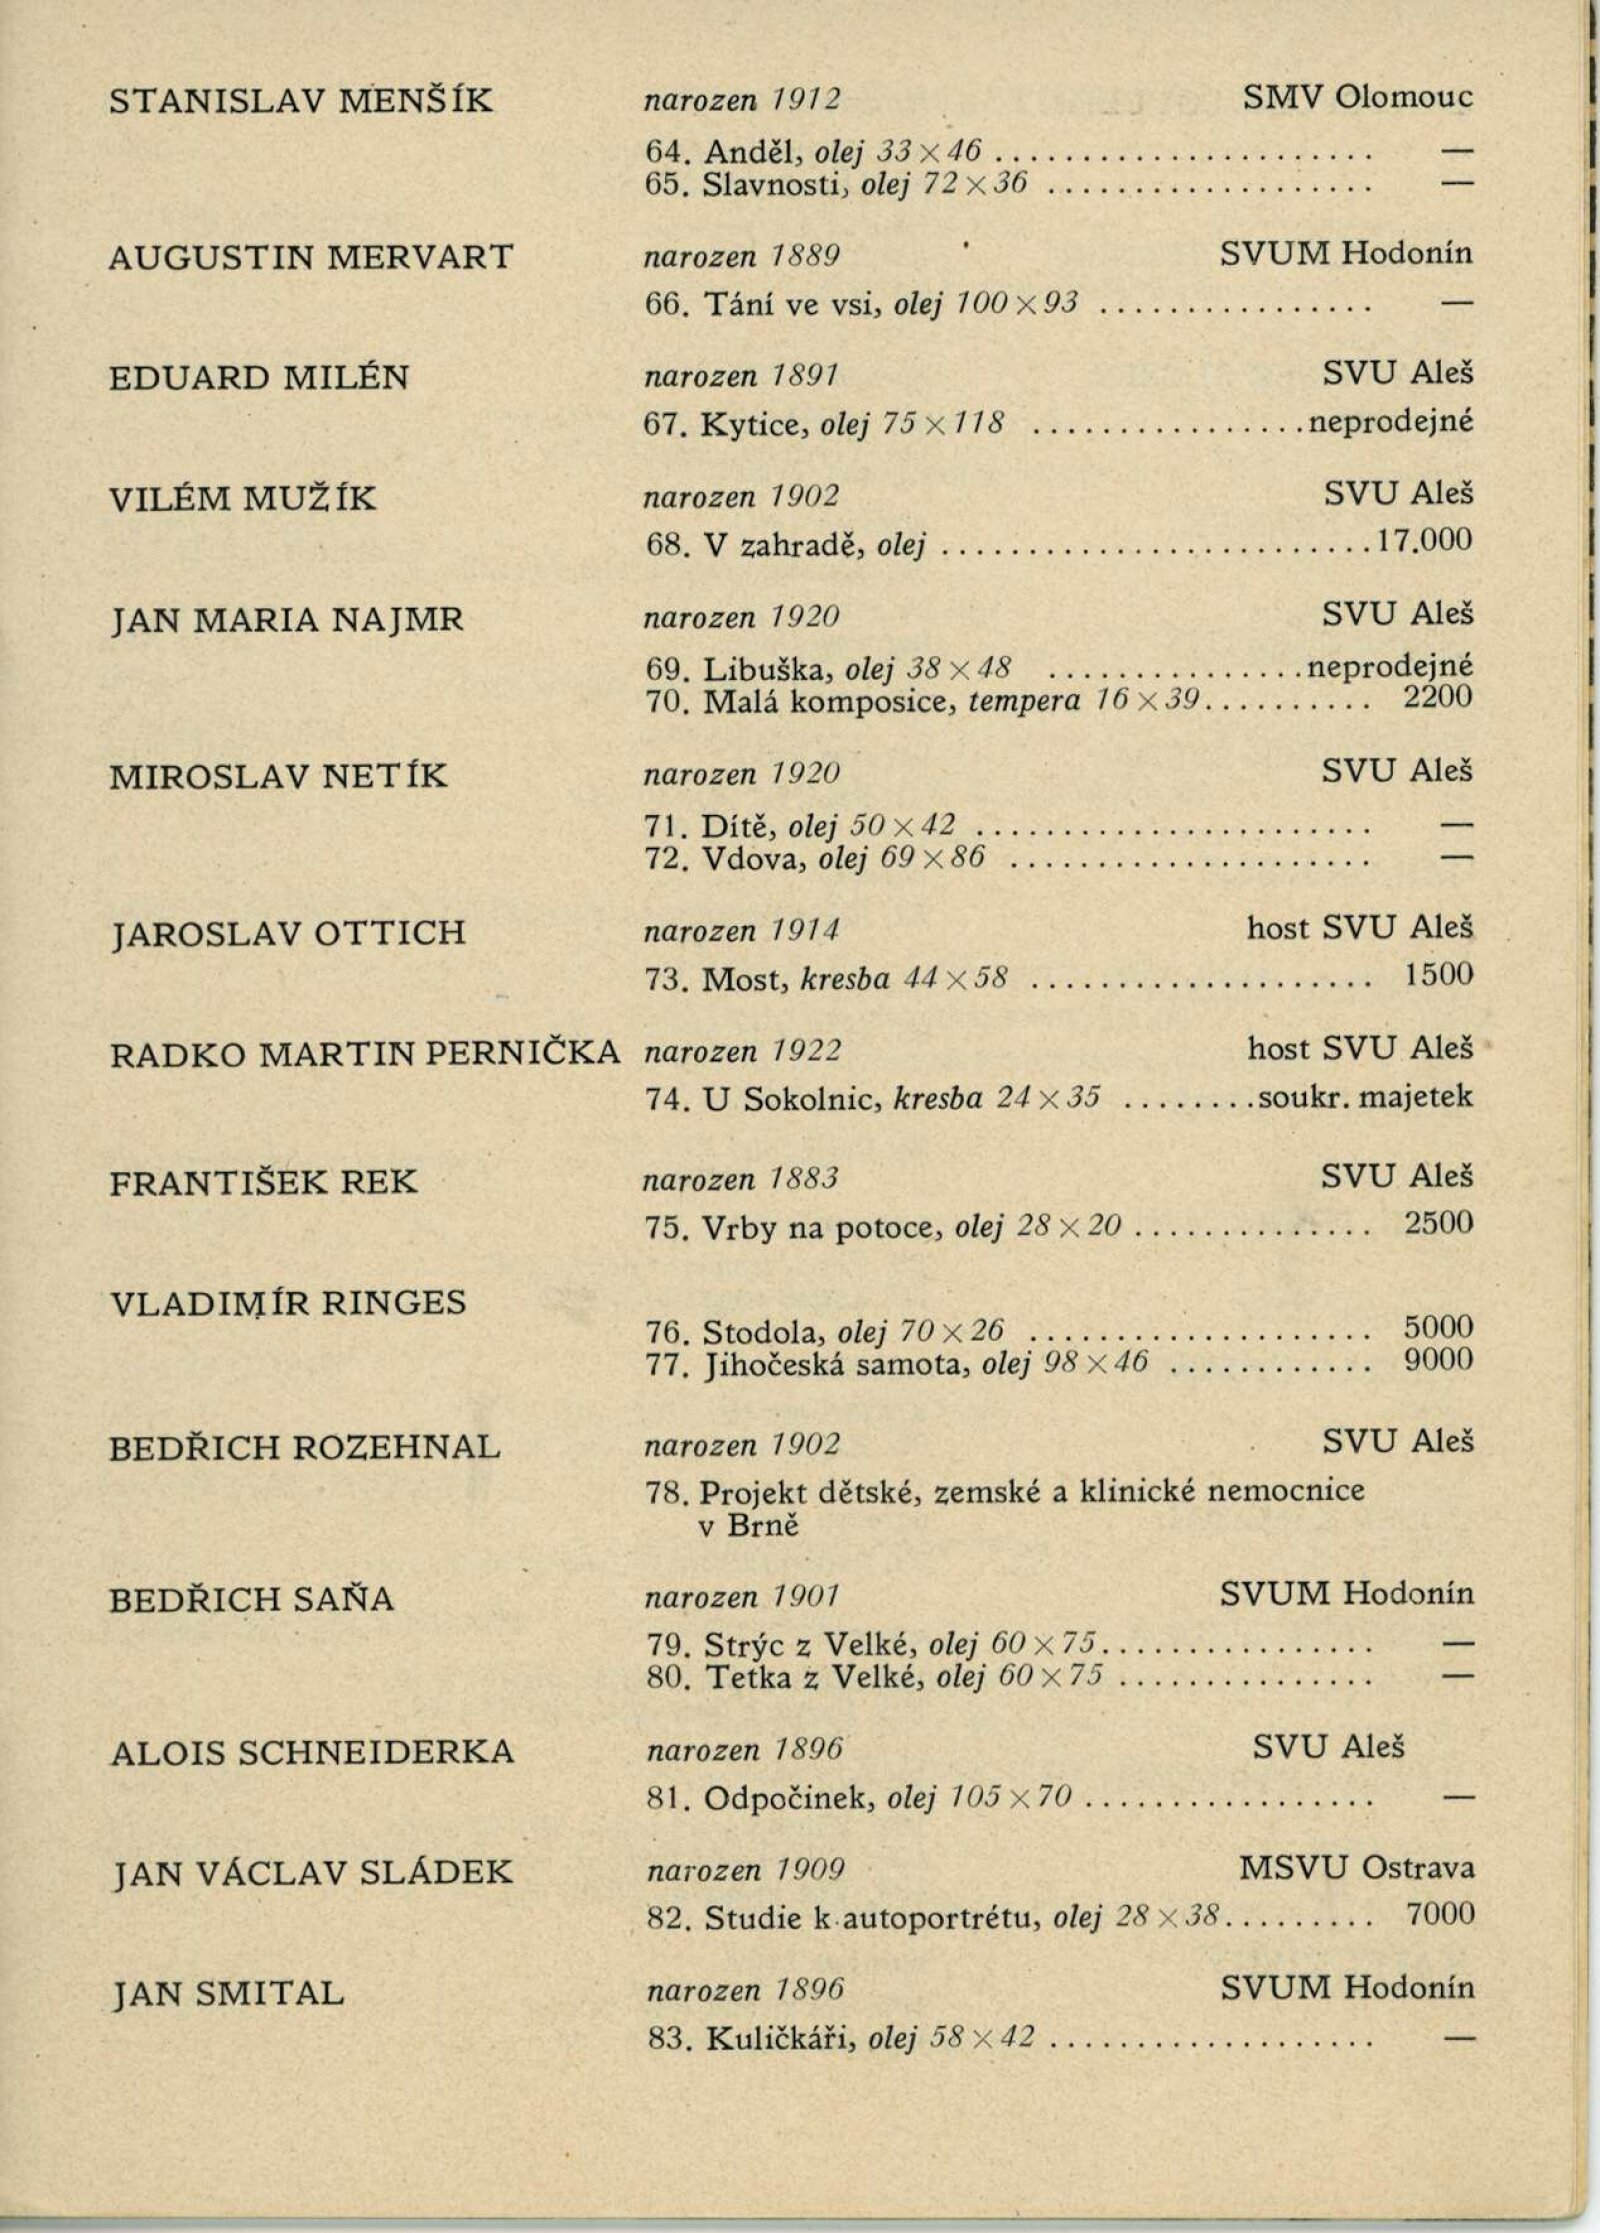 STANISLAV MENŠÍK narozen 1912 SMV Olomouc
64. Anděl, olej 33×46 ...................... —
65. Slavnosti, olej 72×36 ................... —
AUGUSTIN MERVART narozen 1889 SVUM Hodonín
66. Tání ve vsi, olej 100×93 ................ —
EDUARD MILÉN narozen 1891 SVU Aleš
67. Kytice, olej 75×118 ................neprodejné
VILÉM MUŽÍK narozen 1902 SVU Aleš
68. V zahradě, olej .........................17.000
JAN MARIA NAJMR narozen 1920 SVU Aleš
69. Libuška, olej 38×48 ...............neprodejné
70. Malá komposice, tempera 16×39.......... 2200
MIROSLAV NETÍK narozen 1920 SVU Aleš
71. Dítě, olej 50×42 ....................... —
72. Vdova, olej 69×86 ..................... —
JAROSLAV OTTICH narozen 1914 host SVU Aleš
73. Most, kresba 44×58 .................... 1500
RADKO MARTIN PERNIČKA narozen 1922 host SVU Aleš
74. U Sokolnic, kresba 24×35 ........soukr. majetek
FRANTIŠEK REK narozen 1883 SVU Aleš
75. Vrby na potoce, olej 28×20 .............. 2500
VLADIMÍR RINGES
76. Stodola, olej 70×26 .................... 5000
77. Jihočeská samota, olej 98×46 ............ 9000
BEDŘICH ROZEHNAL narozen 1902 SVU Aleš
78. Projekt dětské, zemské a klinické nemocnice
v Brně
BEDŘICH SAŇA narozen 1901 SVUM Hodonín
79. Strýc z Velké, olej 60×75................ —
80. Tetka z Velké, olej 60×75 ............... —
ALOIS SCHNEIDERKA narozen 1896 SVU Aleš
81. Odpočinek, olej 105×70 ................. —
JAN VÁCLAV SLÁDEK narozen 1909 MSVU Ostrava
82. Studie k autoportrétu, olej 28×38......... 7000
JAN SMITAL narozen 1896 SVUM Hodonín
83. Kuličkáři, olej 58×42 ................... —